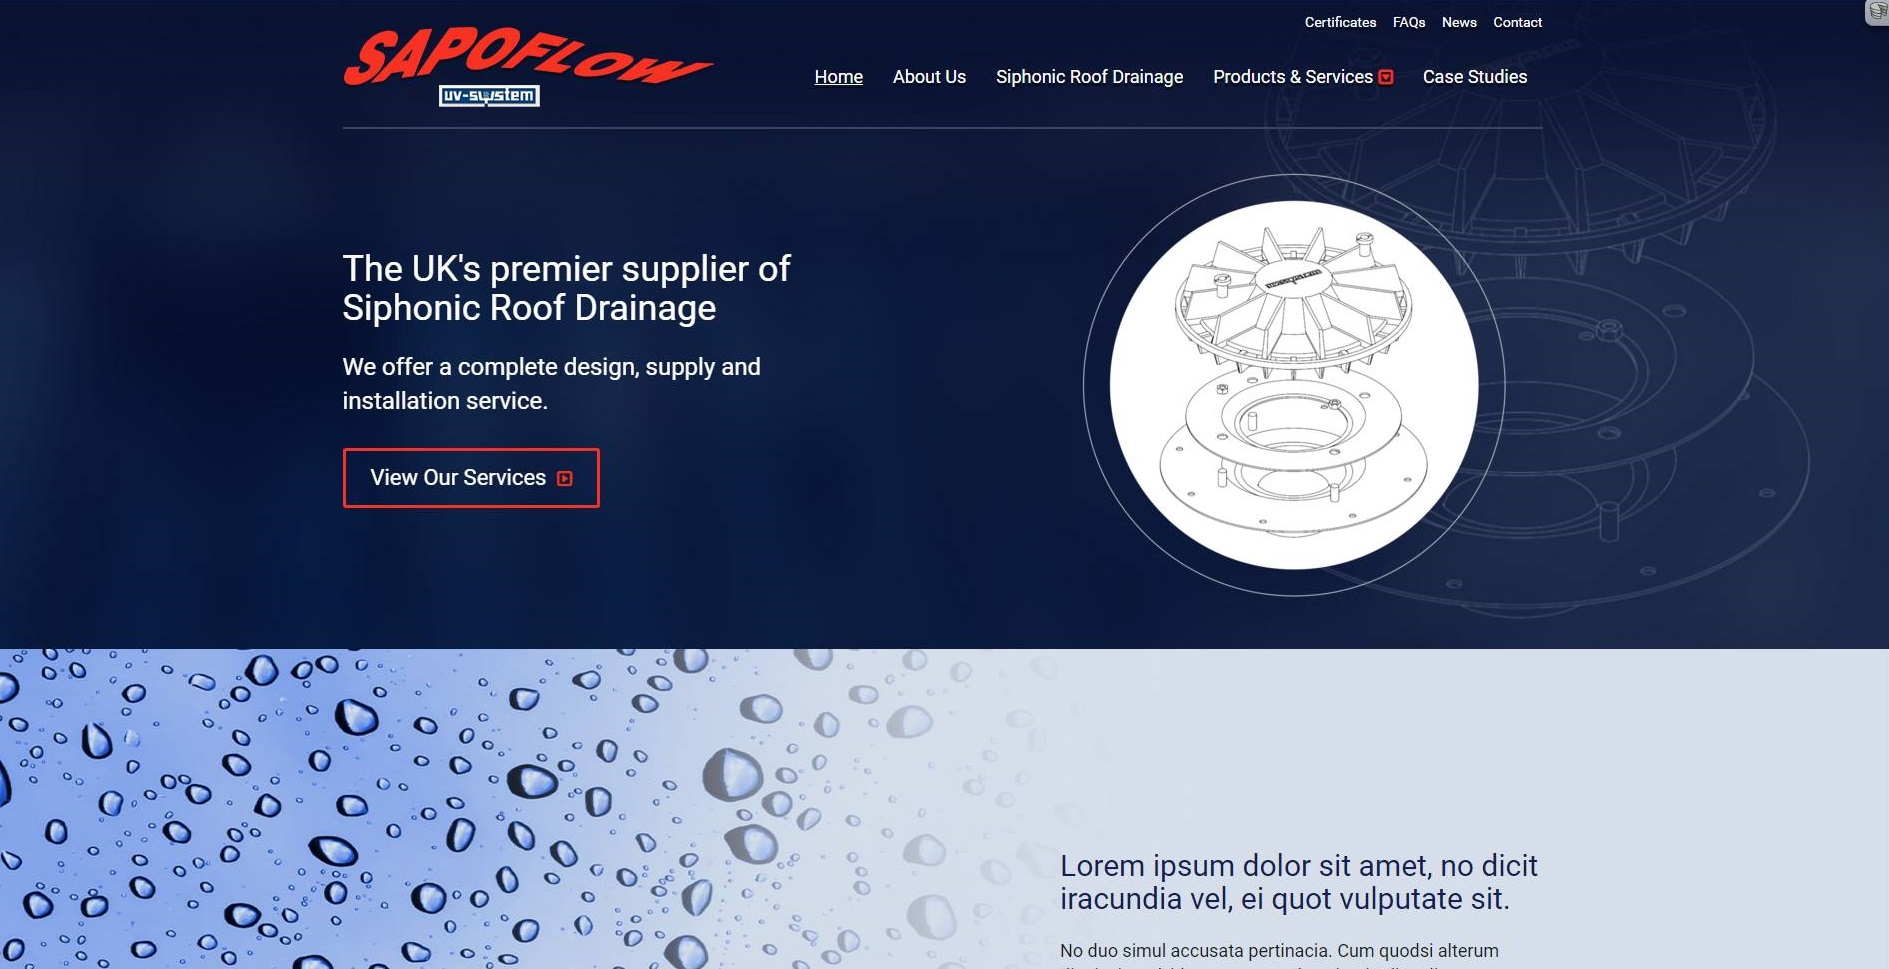 Certificates FAQs News Contact
SAPOFLOW
uv-system
Home About Us Siphonic Roof Drainage Products & Services Case Studies
The UK's premier supplier of
Siphonic Roof Drainage
We offer a complete design, supply and
installation service.
View Our Services
Lorem ipsum dolor sit amet, no dicit
iracundia vel, ei quot vulputate sit.
No duo simul accusata pertinacia. Cum quodsi alterum